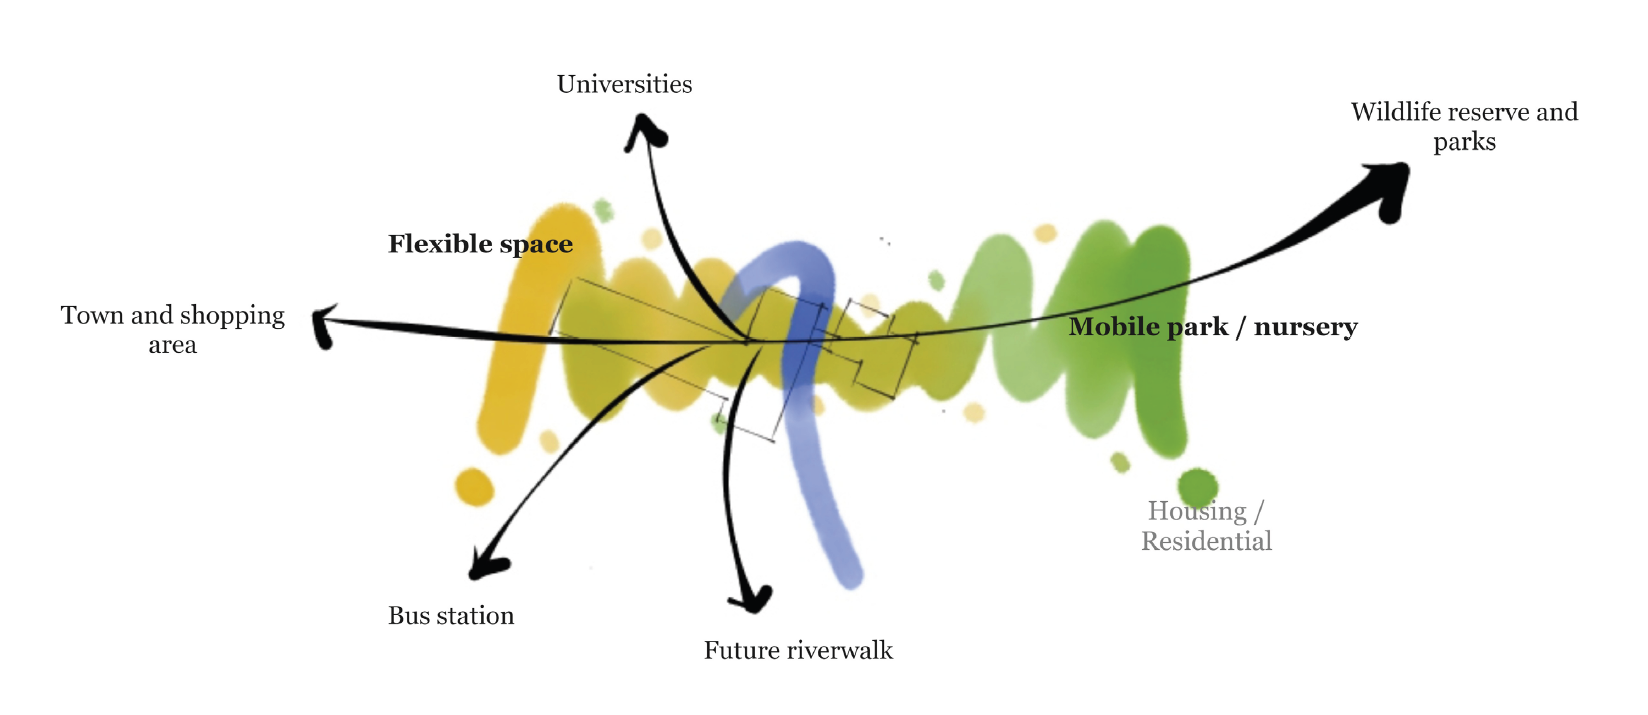 Universities
Wildlife reserve and
parks
Flexible space
Town and shopping
area
Mobile park / nursery
Housing /
Residential
Bus station
Future riverwalk